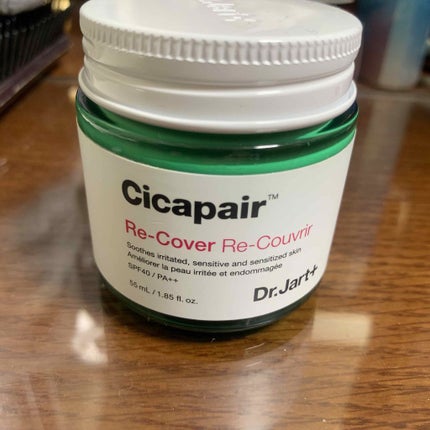 Cicapair™
Re-Cover Re-Couvrir
Soothes irritated, sensitive and sensitized skin
Améliorer la peau irritée et endommagée
SPF40 / PA++
55 mL / 1.85 fl. oz.
Dr.Jart+